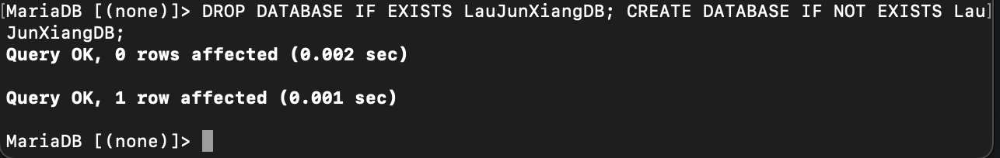 [MariaDB [(none)]> DROP DATABASE IF EXISTS LauJunXiangDB; CREATE DATABASE IF NOT EXISTS Lau]
JunXiangDB;
Query OK, 0 rows affected (0.002 sec)
Query OK, 1 row affected (0.001 sec)
MariaDB [(none)]>